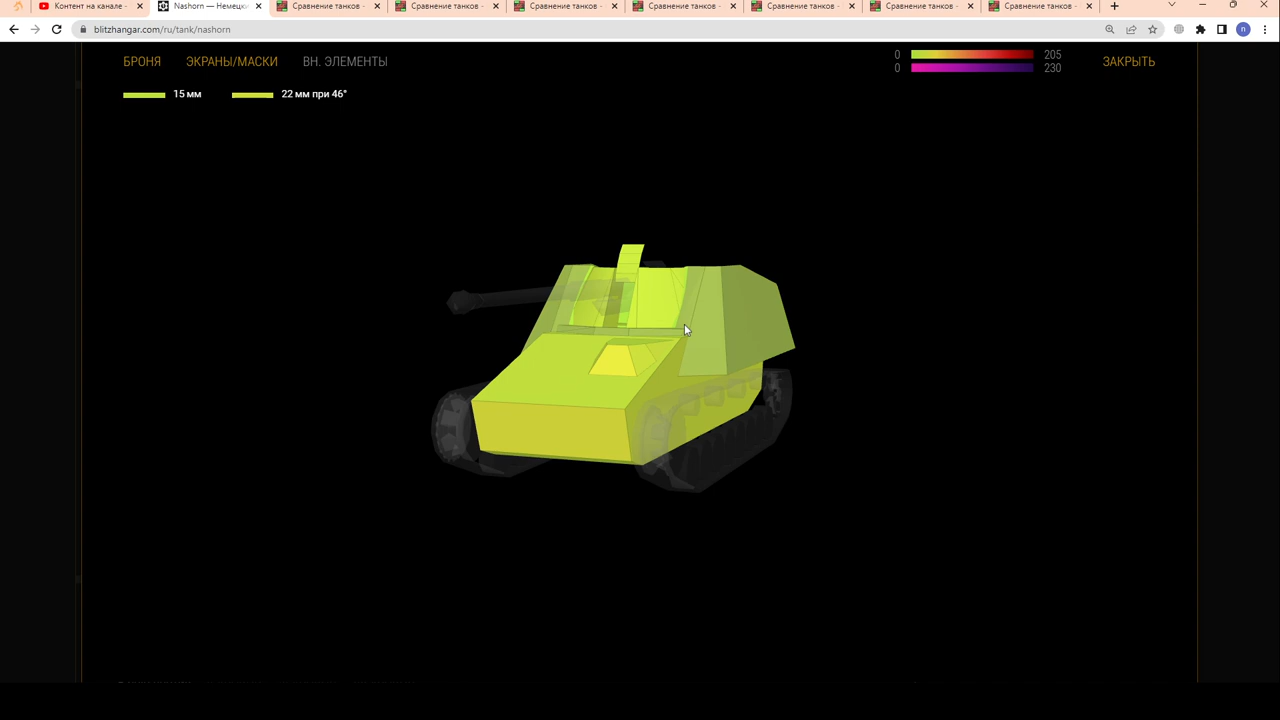 Контент на канале -
Nashorn — Немецки
Сравнение танков -
Сравнение танков -
Сравнение танков -
Сравнение танков -
Сравнение танков -
Сравнение танков -
Сравнение танков -
blitzhangar.com/ru/tank/nashorn
n
БРОНЯ ЭКРАНЫ/МАСКИ ВН. ЭЛЕМЕНТЫ
0 205
0 230
ЗАКРЫТЬ
15 мм 22 мм при 46°